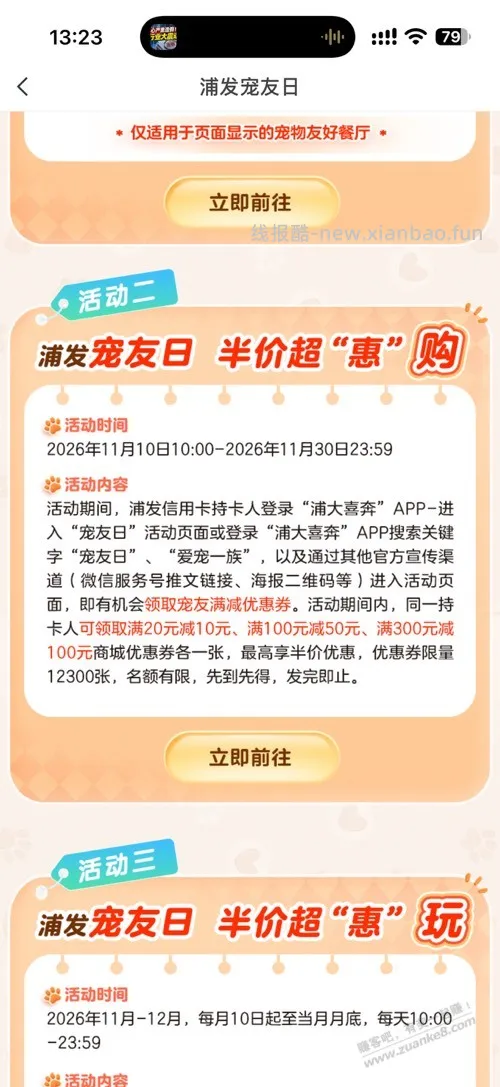 13:23
79
浦发宠友日
* 仅适用于页面显示的宠物友好餐厅 *
立即前往
线报酷-new.xianbao.fun
活动二
浦发宠友日 半价超“惠”购
活动时间
2026年11月10日10:00-2026年11月30日23:59
活动内容
活动期间，浦发信用卡持卡人登录“浦大喜奔”APP-进
入“宠友日”活动页面或登录“浦大喜奔”APP搜索关键
字“宠友日”、“爱宠一族”，以及通过其他官方宣传渠
道（微信服务号推文链接、海报二维码等）进入活动页
面，即有机会领取宠友满减优惠券。活动期间内，同一持
卡人可领取满20元减10元、满100元减50元、满300元减
100元商城优惠券各一张，最高享半价优惠，优惠券限量
12300张，名额有限，先到先得，发完即止。
立即前往
活动三
浦发宠友日 半价超“惠”玩
活动时间
2026年11月-12月，每月10日起至当月月底，每天10:00
-23:59
活动内容
www.zuanke8.com